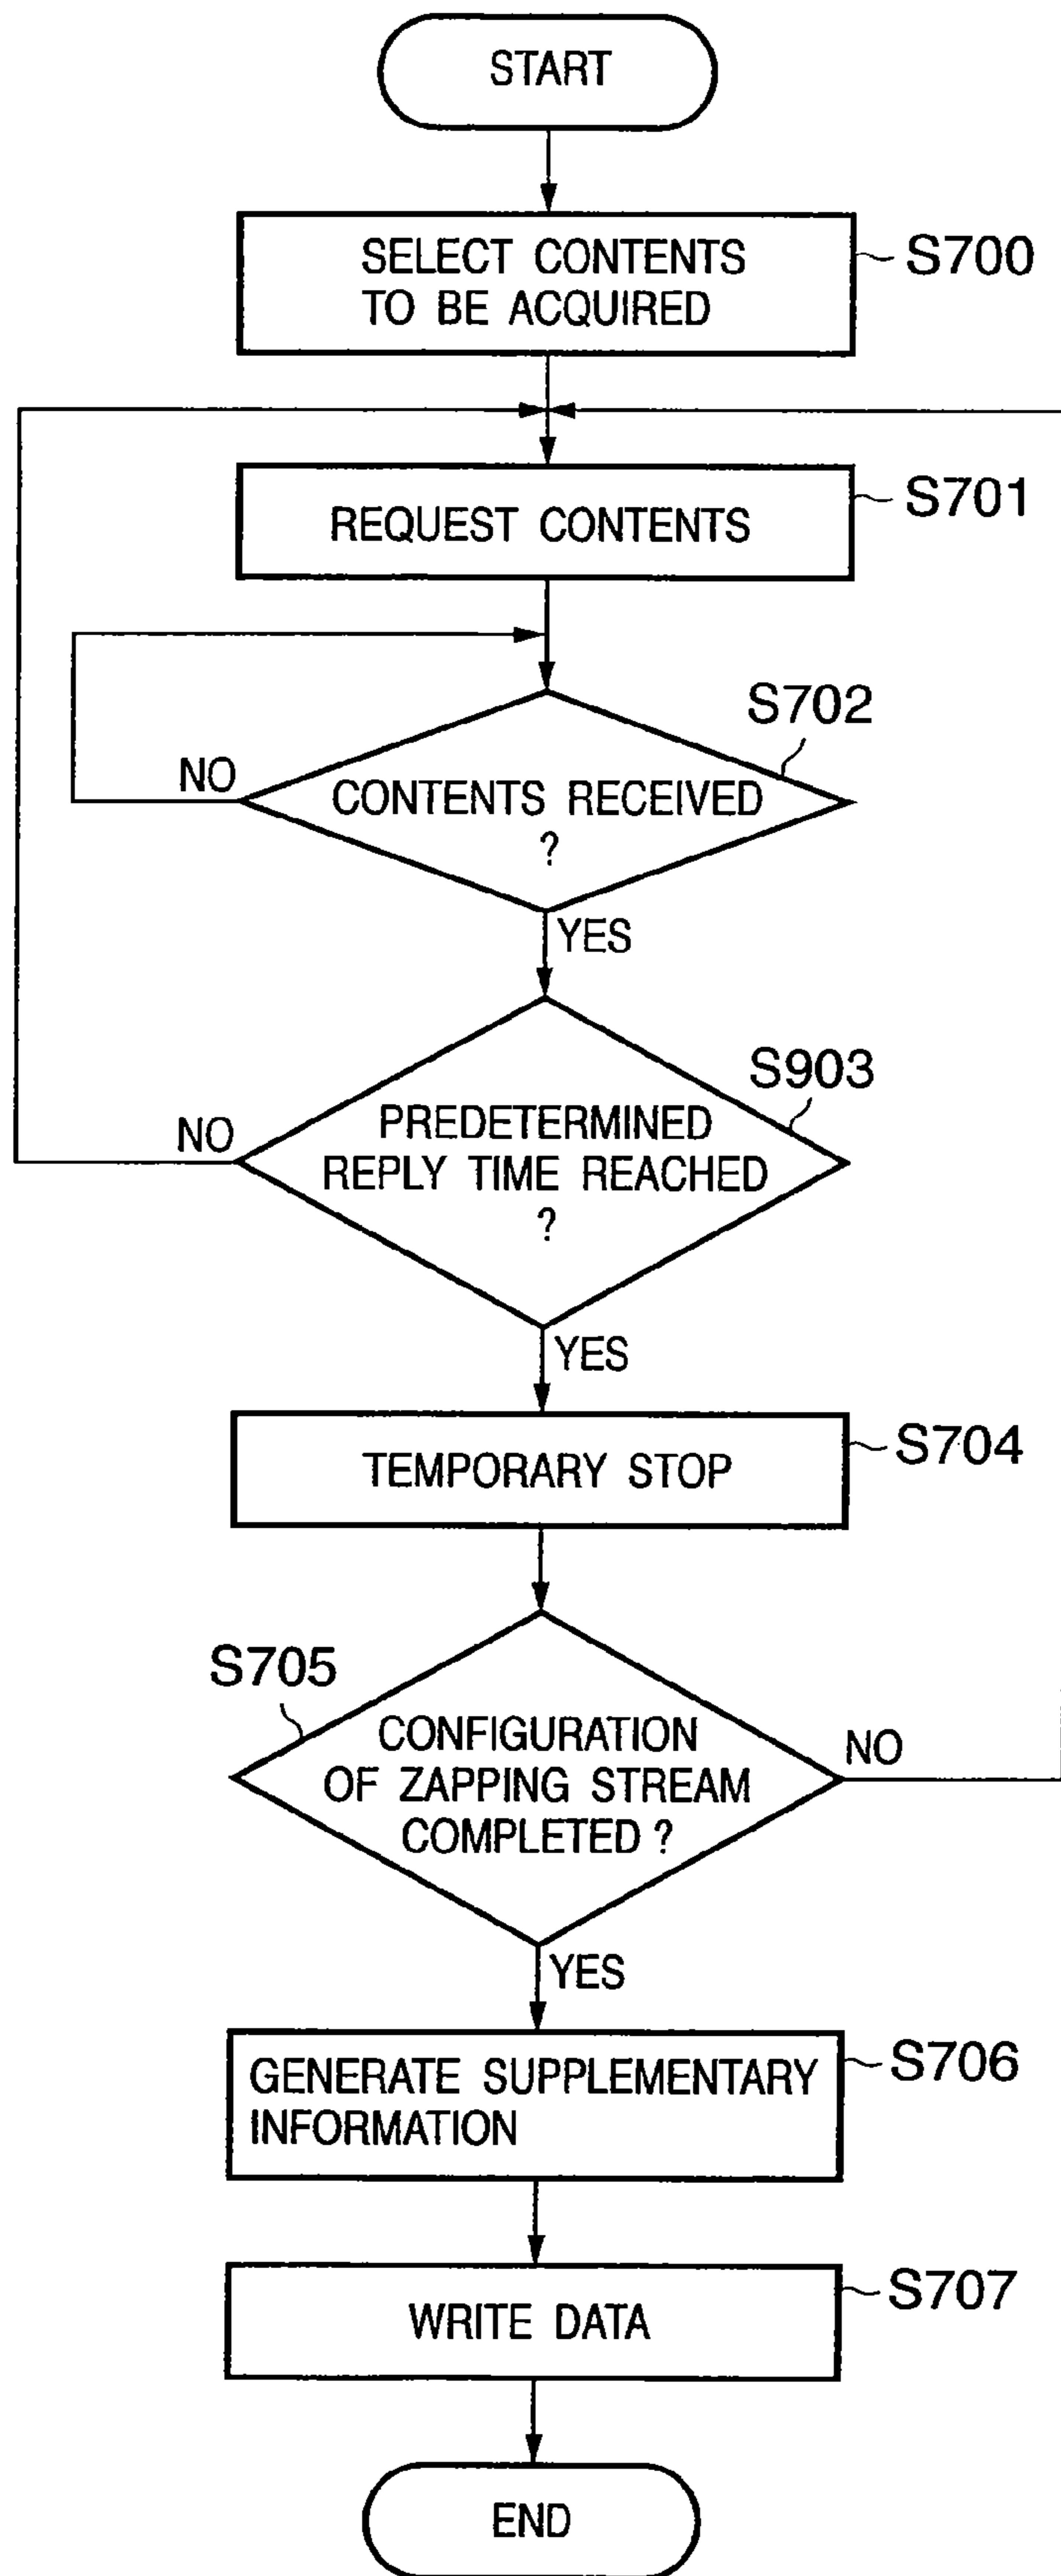 START
SELECT CONTENTS
TO BE ACQUIRED
S700
REQUEST CONTENTS
S701
S702
NO
CONTENTS RECEIVED
?
YES
S903
NO
PREDETERMINED
REPLY TIME REACHED
?
YES
TEMPORARY STOP
S704
S705
CONFIGURATION
OF ZAPPING STREAM
COMPLETED ?
NO
YES
GENERATE SUPPLEMENTARY
INFORMATION
S706
WRITE DATA
S707
END